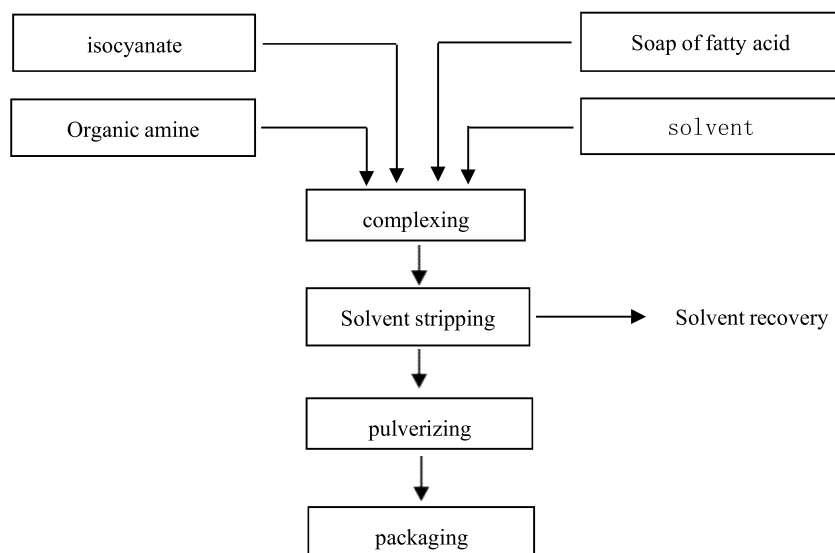 isocyanate
Soap of fatty acid
Organic amine
solvent
complexing
Solvent stripping
Solvent recovery
pulverizing
packaging